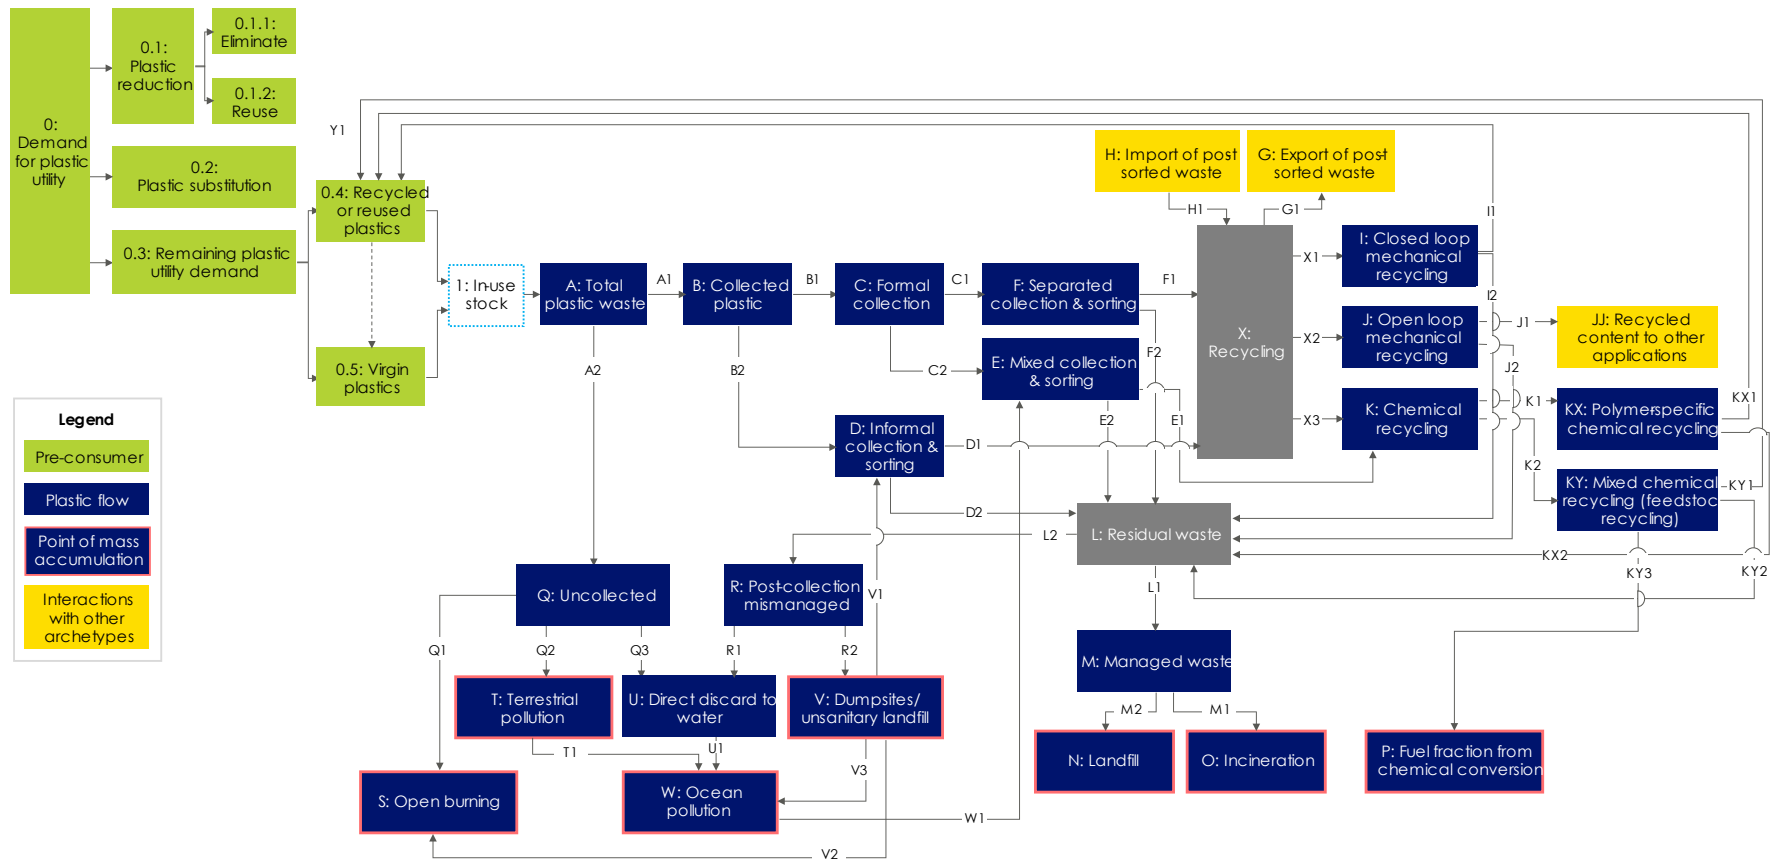 0:
Demand
for plastic
utility
0.1:
Plastic
reduction
0.1.1:
Eliminate
0.1.2:
Reuse
0.2:
Plastic substitution
0.3: Remaining plastic
utility demand
Y1
0.4: Recycled
or reused
plastics
0.5: Virgin
plastics
1: In-use
stock
A: Total
plastic waste
A1
A2
B: Collected
plastic
B1
B2
C: Formal
collection
C1
C2
F: Separated
collection & sorting
F1
F2
E: Mixed collection
& sorting
E2
E1
D: Informal
collection &
sorting
D1
D2
H: Import of post
sorted waste
G: Export of post
sorted waste
H1
G1
X:
Recycling
X1
X2
X3
I: Closed loop
mechanical
recycling
I1
I2
J: Open loop
mechanical
recycling
J1
J2
JJ: Recycled
content to other
applications
K: Chemical
recycling
K1
K2
KX: Polymer-specific
chemical recycling
KX1
KX2
KY: Mixed chemical
recycling (feedstoc
recycling)
KY1
KY2
KY3
L: Residual waste
L2
L1
Q: Uncollected
Q1
Q2
Q3
R: Post-collection
mismanaged
R1
R2
V1
T: Terrestrial
pollution
T1
U: Direct discard to
water
U1
V: Dumpsites/
unsanitary landfill
V3
V2
S: Open burning
W: Ocean
pollution
W1
M: Managed waste
M2
M1
N: Landfill
O: Incineration
P: Fuel fraction from
chemical conversion
Legend
Pre-consumer
Plastic flow
Point of mass
accumulation
Interactions
with other
archetypes